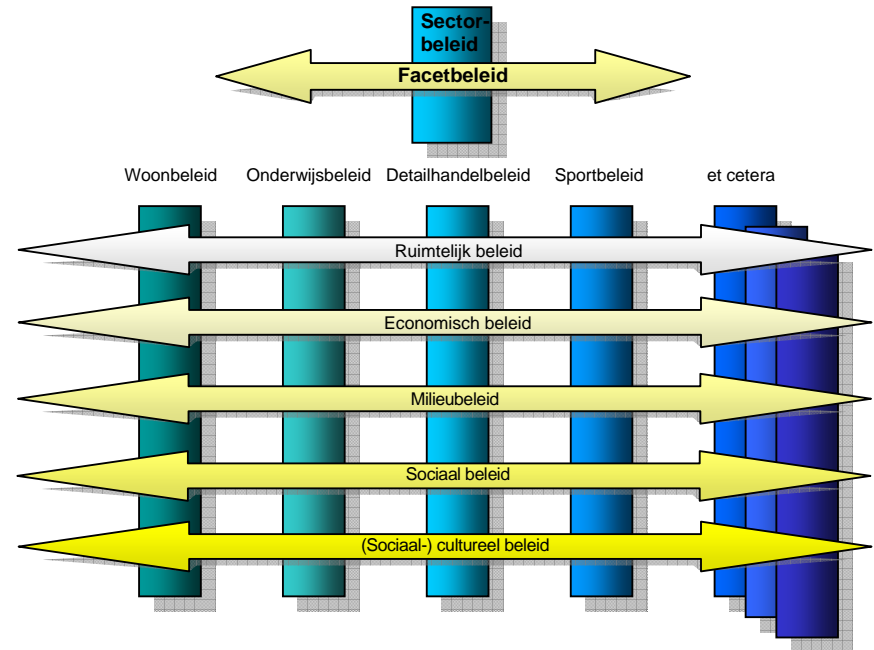 Sector-
beleid
Facetbeleid
Woonbeleid Onderwijsbeleid Detailhandelbeleid Sportbeleid et cetera
Ruimtelijk beleid
Economisch beleid
Milieubeleid
Sociaal beleid
(Sociaal-) cultureel beleid